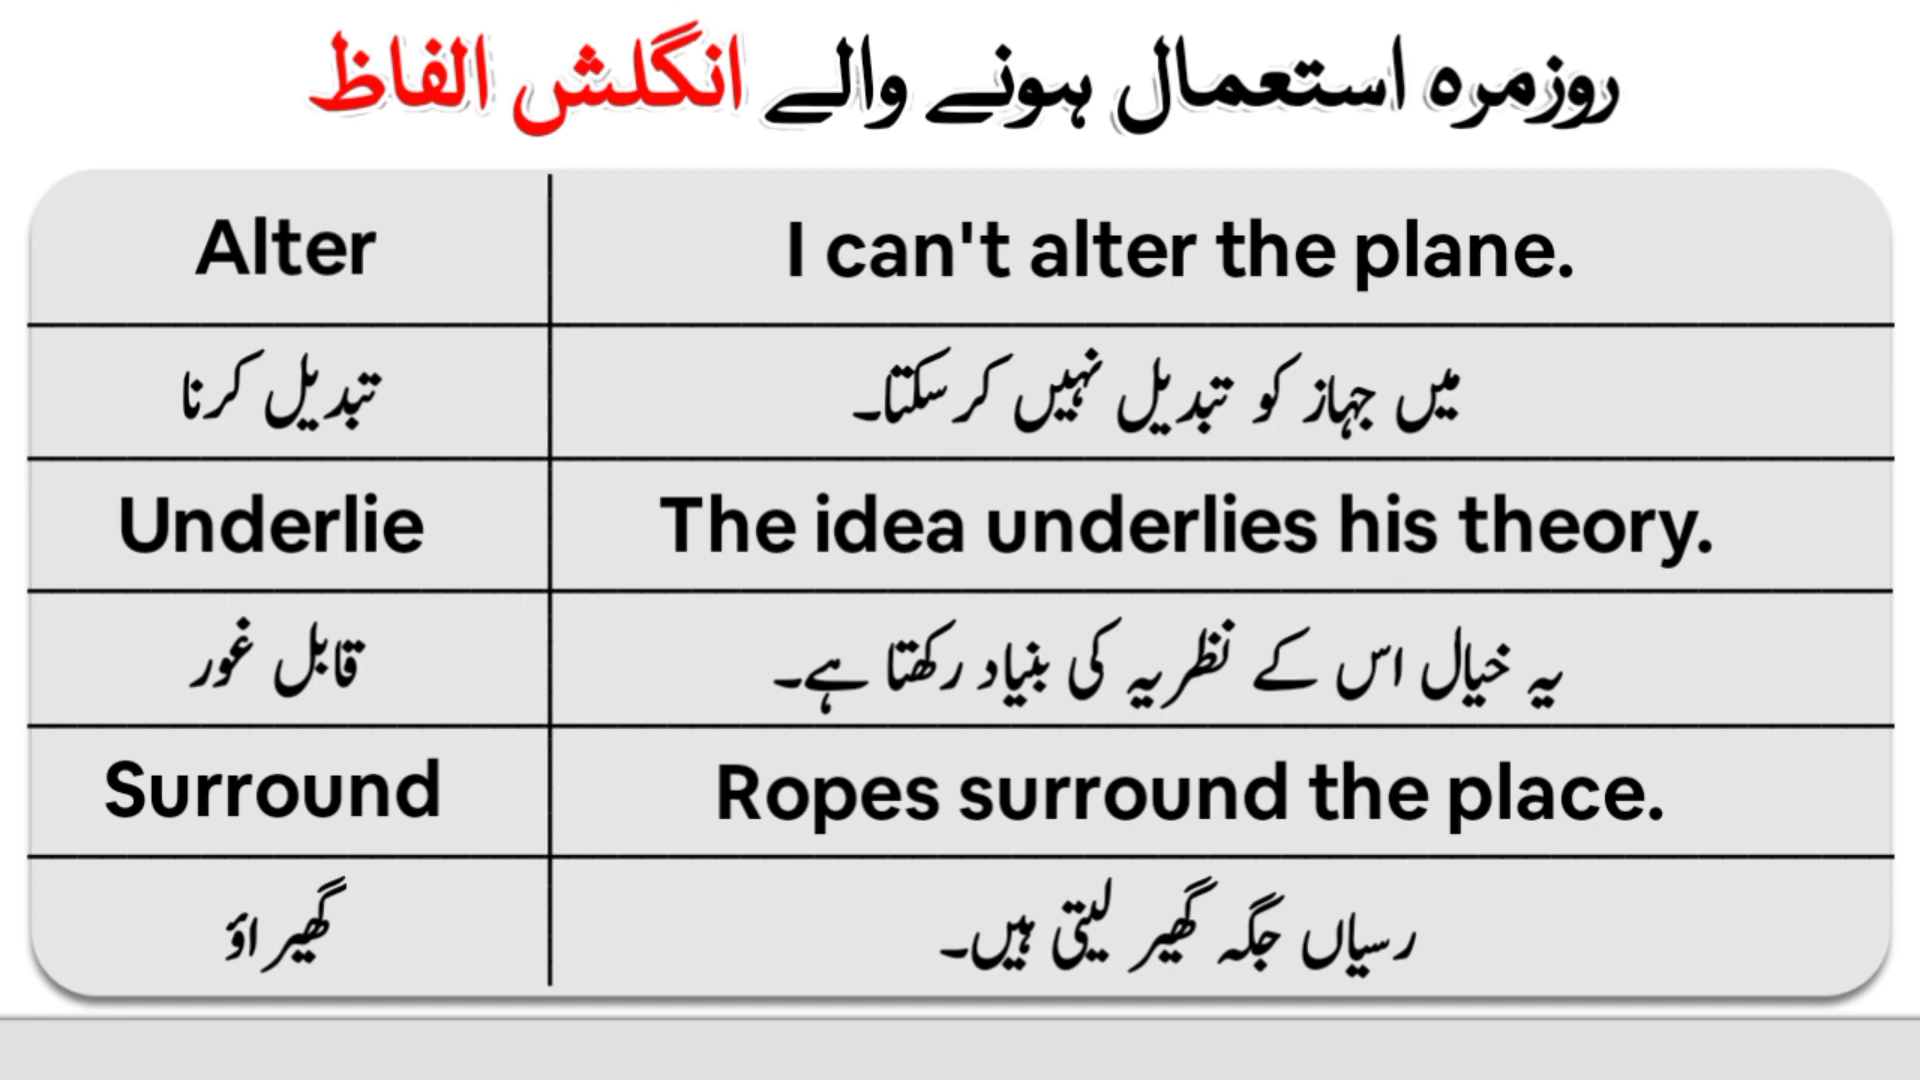 روزمرہ استعمال ہونے والے انگلش الفاظ
Alter
I can't alter the plane.
تبدیل کرنا
میں جہاز کو تبدیل نہیں کرسکتا۔
Underlie
The idea underlies his theory.
قابل غور
یہ خیال اس کے نظریہ کی بنیاد رکھتا ہے۔
Surround
Ropes surround the place.
گھیراؤ
رسیاں جگہ گھیر لیتی ہیں۔